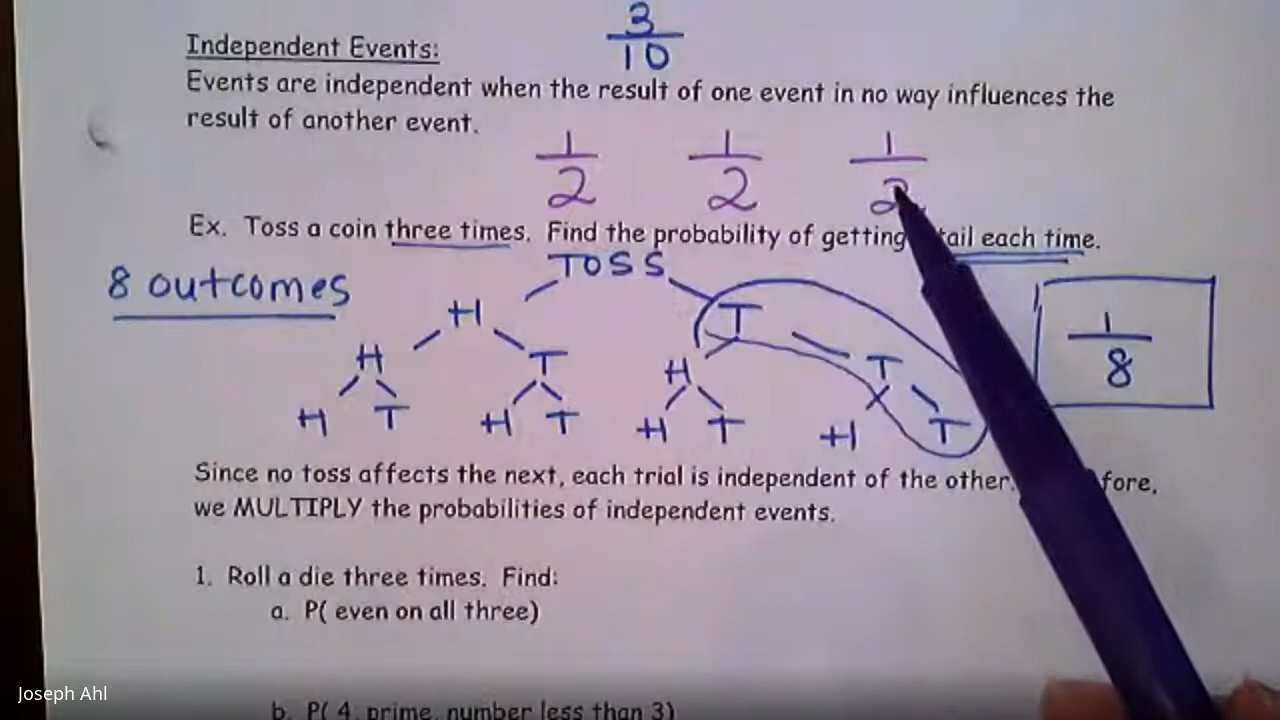 3
10
Independent Events:
Events are independent when the result of one event in no way influences the
result of another event.
1 1 1
2 2 2
Ex. Toss a coin three times. Find the probability of getting tail each time.
8 outcomes
TOSS
H T
H T H T
H T H T H T H T
1
8
Since no toss affects the next, each trial is independent of the other.
we MULTIPLY the probabilities of independent events.
1. Roll a die three times. Find:
a. P( even on all three)
b. P( 4, prime, number less than 3)
Joseph Ahl